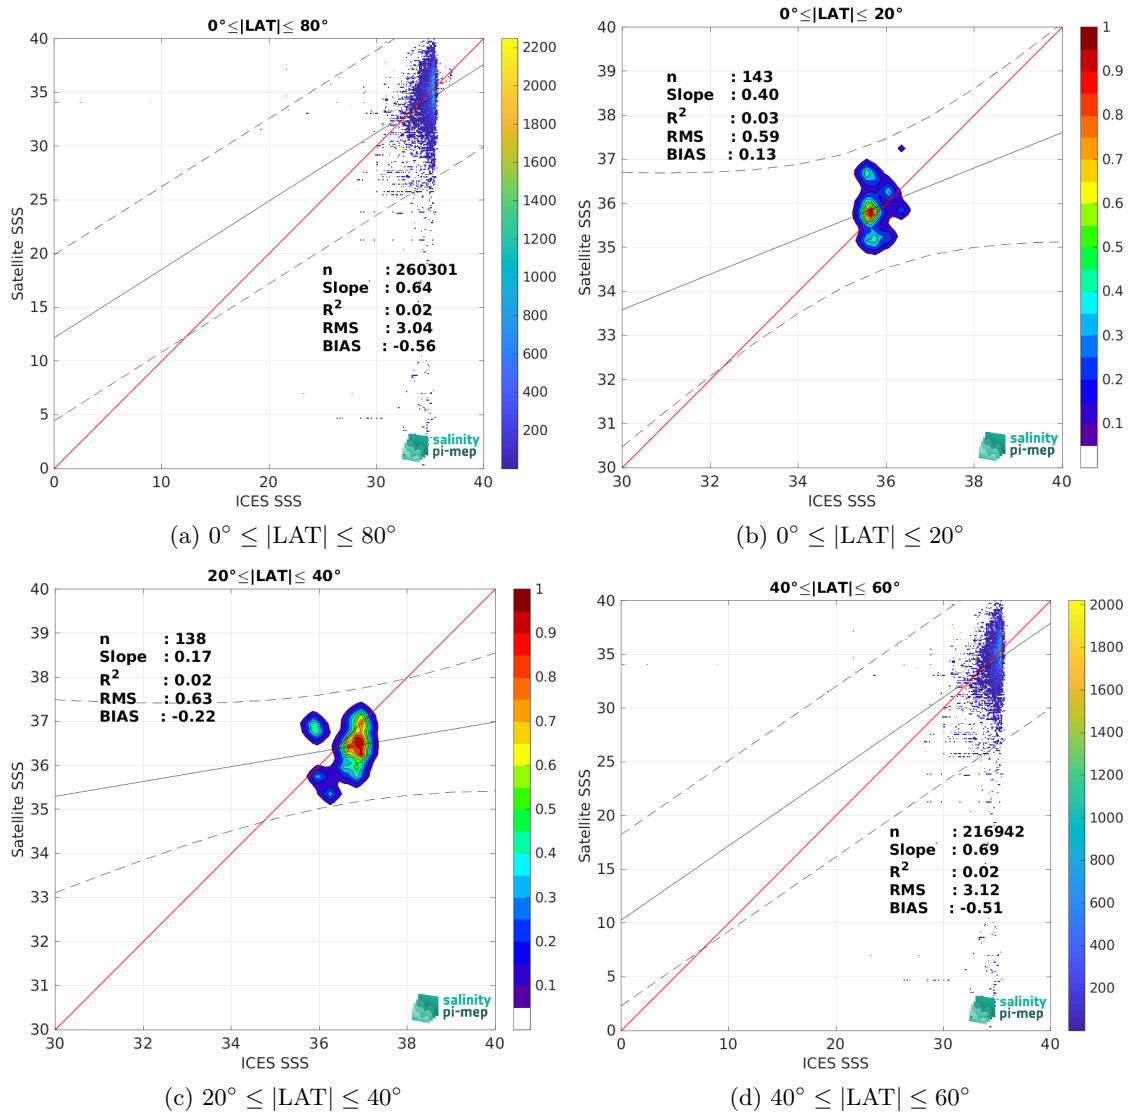 0°≤|LAT|≤ 80°
40
35
30
25
20
15
10
5
0
Satellite SSS
n : 260301
Slope : 0.64
R² : 0.02
RMS : 3.04
BIAS : -0.56
salinity
pi-mep
0 10 20 30 40
ICES SSS
2200
2000
1800
1600
1400
1200
1000
800
600
400
200
(a) 0° ≤ |LAT| ≤ 80°
0°≤|LAT|≤ 20°
40
39
38
37
36
35
34
33
32
31
30
Satellite SSS
n : 143
Slope : 0.40
R² : 0.03
RMS : 0.59
BIAS : 0.13
salinity
pi-mep
30 32 34 36 38 40
ICES SSS
1
0.9
0.8
0.7
0.6
0.5
0.4
0.3
0.2
0.1
(b) 0° ≤ |LAT| ≤ 20°
20°≤|LAT|≤ 40°
40
39
38
37
36
35
34
33
32
31
30
Satellite SSS
n : 138
Slope : 0.17
R² : 0.02
RMS : 0.63
BIAS : -0.22
salinity
pi-mep
30 32 34 36 38 40
ICES SSS
1
0.9
0.8
0.7
0.6
0.5
0.4
0.3
0.2
0.1
(c) 20° ≤ |LAT| ≤ 40°
40°≤|LAT|≤ 60°
40
35
30
25
20
15
10
5
0
Satellite SSS
n : 216942
Slope : 0.69
R² : 0.02
RMS : 3.12
BIAS : -0.51
salinity
pi-mep
0 10 20 30 40
ICES SSS
2000
1800
1600
1400
1200
1000
800
600
400
200
(d) 40° ≤ |LAT| ≤ 60°